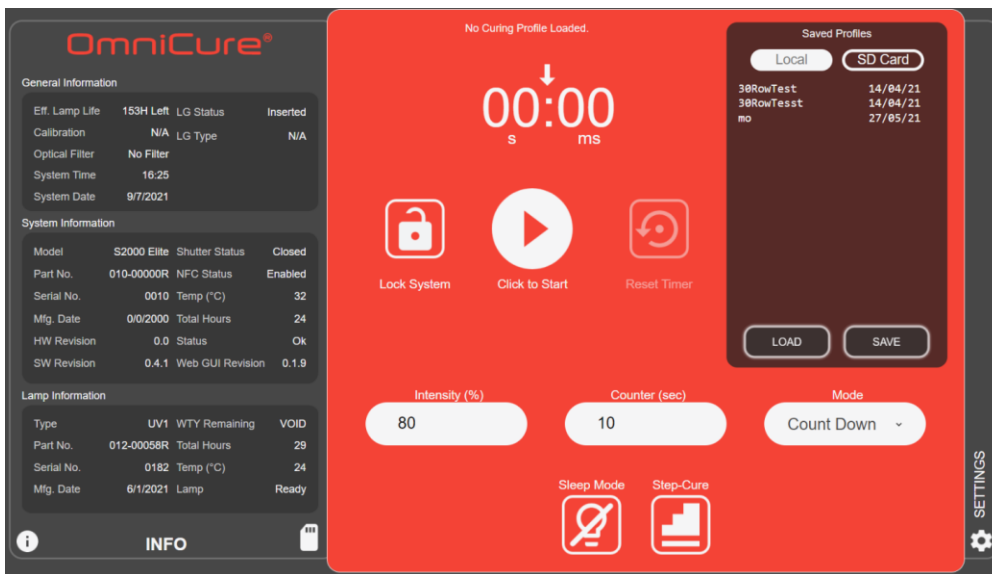 OmniCure®
General Information
Eff. Lamp Life 153H Left LG Status Inserted
Calibration N/A LG Type N/A
Optical Filter No Filter
System Time 16:25
System Date 9/7/2021
System Information
Model S2000 Elite Shutter Status Closed
Part No. 010-00000R NFC Status Enabled
Serial No. 0010 Temp (°C) 32
Mfg. Date 0/0/2000 Total Hours 24
HW Revision 0.0 Status Ok
SW Revision 0.4.1 Web GUI Revision 0.1.9
Lamp Information
Type UV1 WTY Remaining VOID
Part No. 012-00058R Total Hours 29
Serial No. 0182 Temp (°C) 24
Mfg. Date 6/1/2021 Lamp Ready
INFO
No Curing Profile Loaded.
00:00
s ms
Lock System Click to Start Reset Timer
Saved Profiles
Local SD Card
30RowTest 14/04/21
30RowTesst 14/04/21
mo 27/05/21
LOAD SAVE
Intensity (%) Counter (sec) Mode
80 10 Count Down
Sleep Mode Step-Cure
SETTINGS